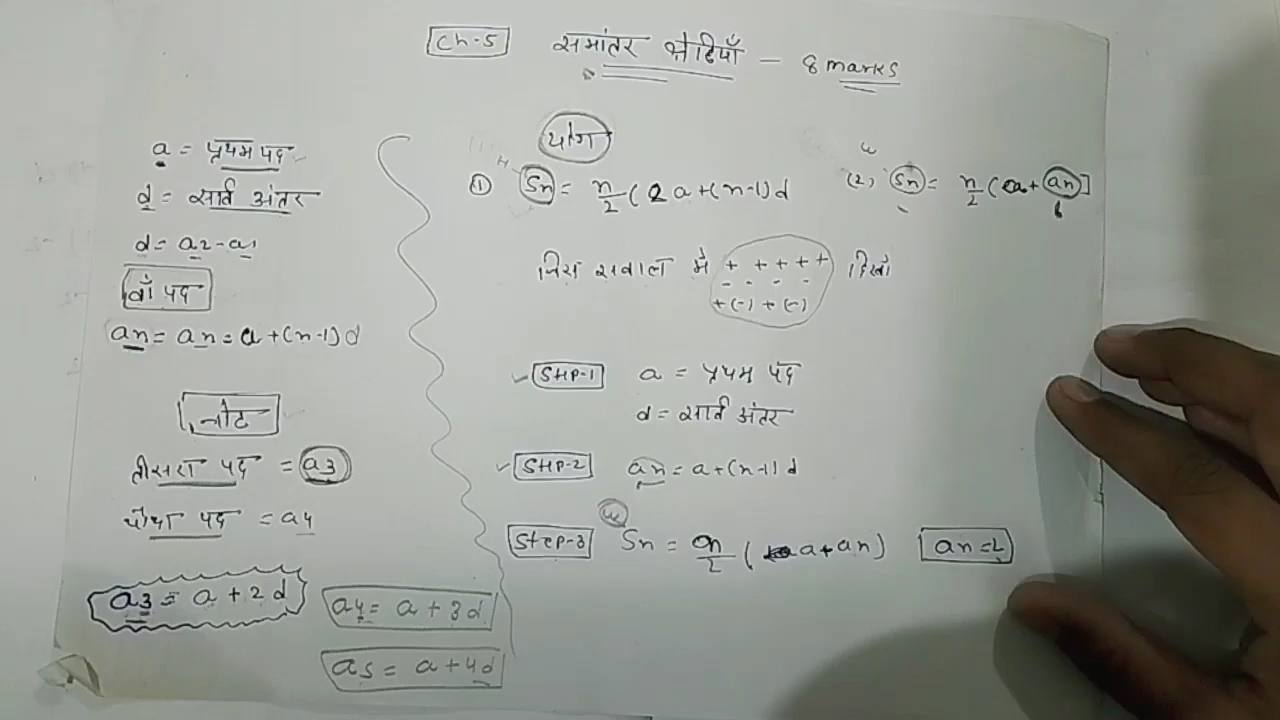 Ch-5 समांतर श्रेढियाँ - 8 marks
a = प्रथम पद
d = सार्व अंतर
d = a2 - a1
वाँ पद
an = an = a + (n-1) d
नोट
तीसरा पद = a3
चौथा पद = a4
a3 = a + 2d
a4 = a + 3d
a5 = a + 4d
योग
① Sn = n/2 ( 2a + (n-1) d
(2) Sn = n/2 ( a + an ]
जिस सवाल में + + + + + दिखे
- - - -
+ (-) + (-)
Step-1 a = प्रथम पद
d = सार्व अंतर
Step-2 an = a + (n-1) d
Step-3 Sn = n/2 ( a + an ) an = L